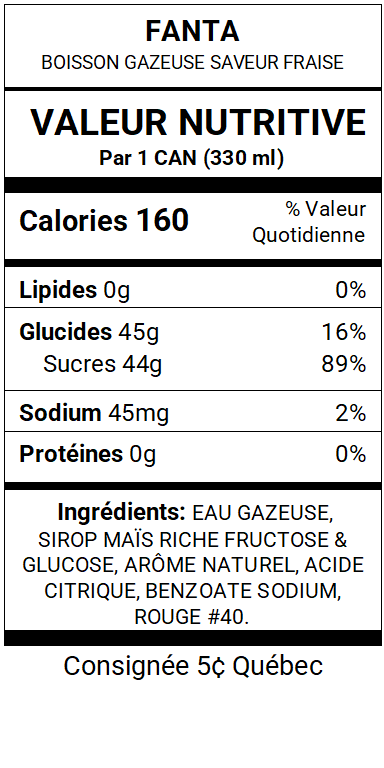 FANTA
BOISSON GAZEUSE SAVEUR FRAISE
VALEUR NUTRITIVE
Par 1 CAN (330 ml)
Calories 160
% Valeur
Quotidienne
Lipides 0g 0%
Glucides 45g 16%
Sucres 44g 89%
Sodium 45mg 2%
Protéines 0g 0%
Ingrédients: EAU GAZEUSE,
SIROP MAÏS RICHE FRUCTOSE &
GLUCOSE, ARÔME NATUREL, ACIDE
CITRIQUE, BENZOATE SODIUM,
ROUGE #40.
Consignée 5¢ Québec